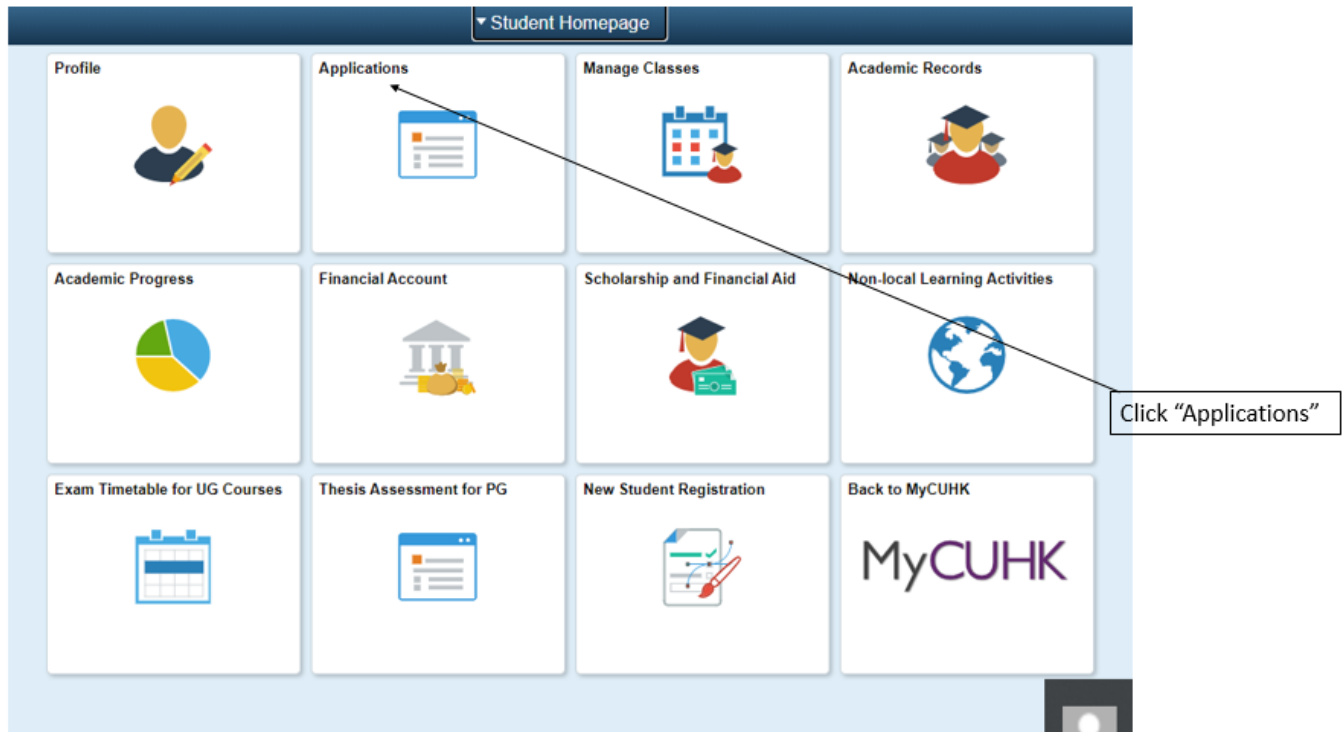 Student Homepage
Profile
Applications
Manage Classes
Academic Records
Academic Progress
Financial Account
Scholarship and Financial Aid
Non-local Learning Activities
Click “Applications”
Exam Timetable for UG Courses
Thesis Assessment for PG
New Student Registration
Back to MyCUHK
MyCUHK